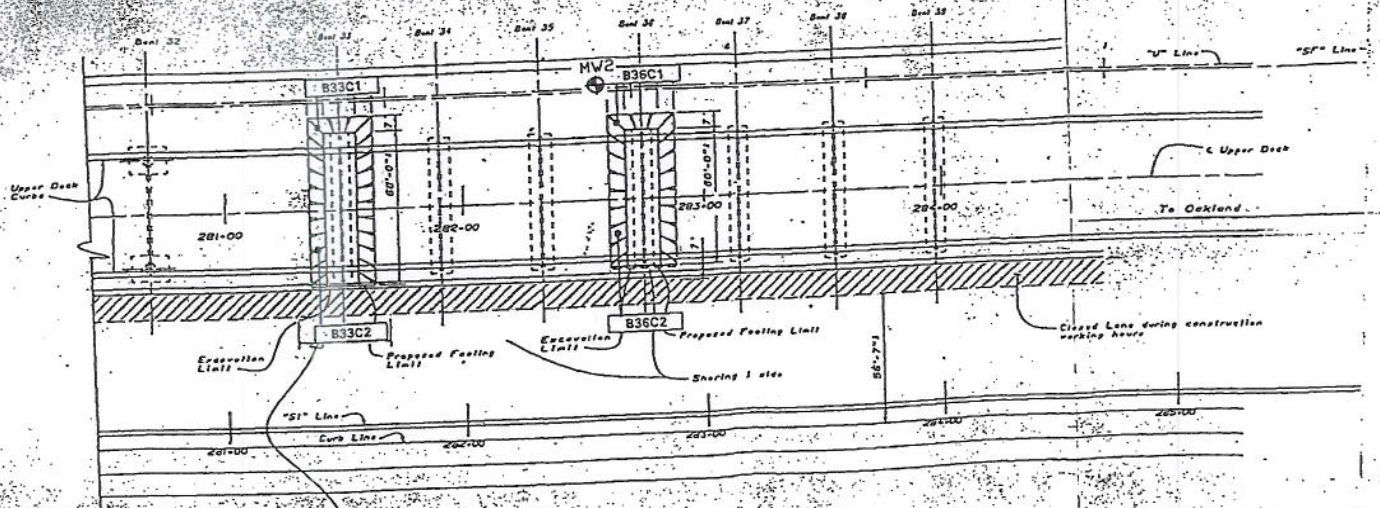 Bent 32
Bent 33
Bent 34
Bent 35
Bent 36
Bent 37
Bent 38
Bent 39
MW2
B33C1
B36C1
"U" Line
"SF" Line
7'
60'-0"±
7'
60'-0"±
Upper Deck
Curbs
℄ Upper Deck
To Oakland
281+00
282+00
283+00
284+00
7'
B33C2
B36C2
Excavation
Limit
Proposed Footing
Limit
Excavation
Limit
Proposed Footing Limit
Closed Lane during construction
working hours
Shoring 1 side
56'-7"±
"S1" Line
Curb Line
281+00
282+00
283+00
284+00
285+00